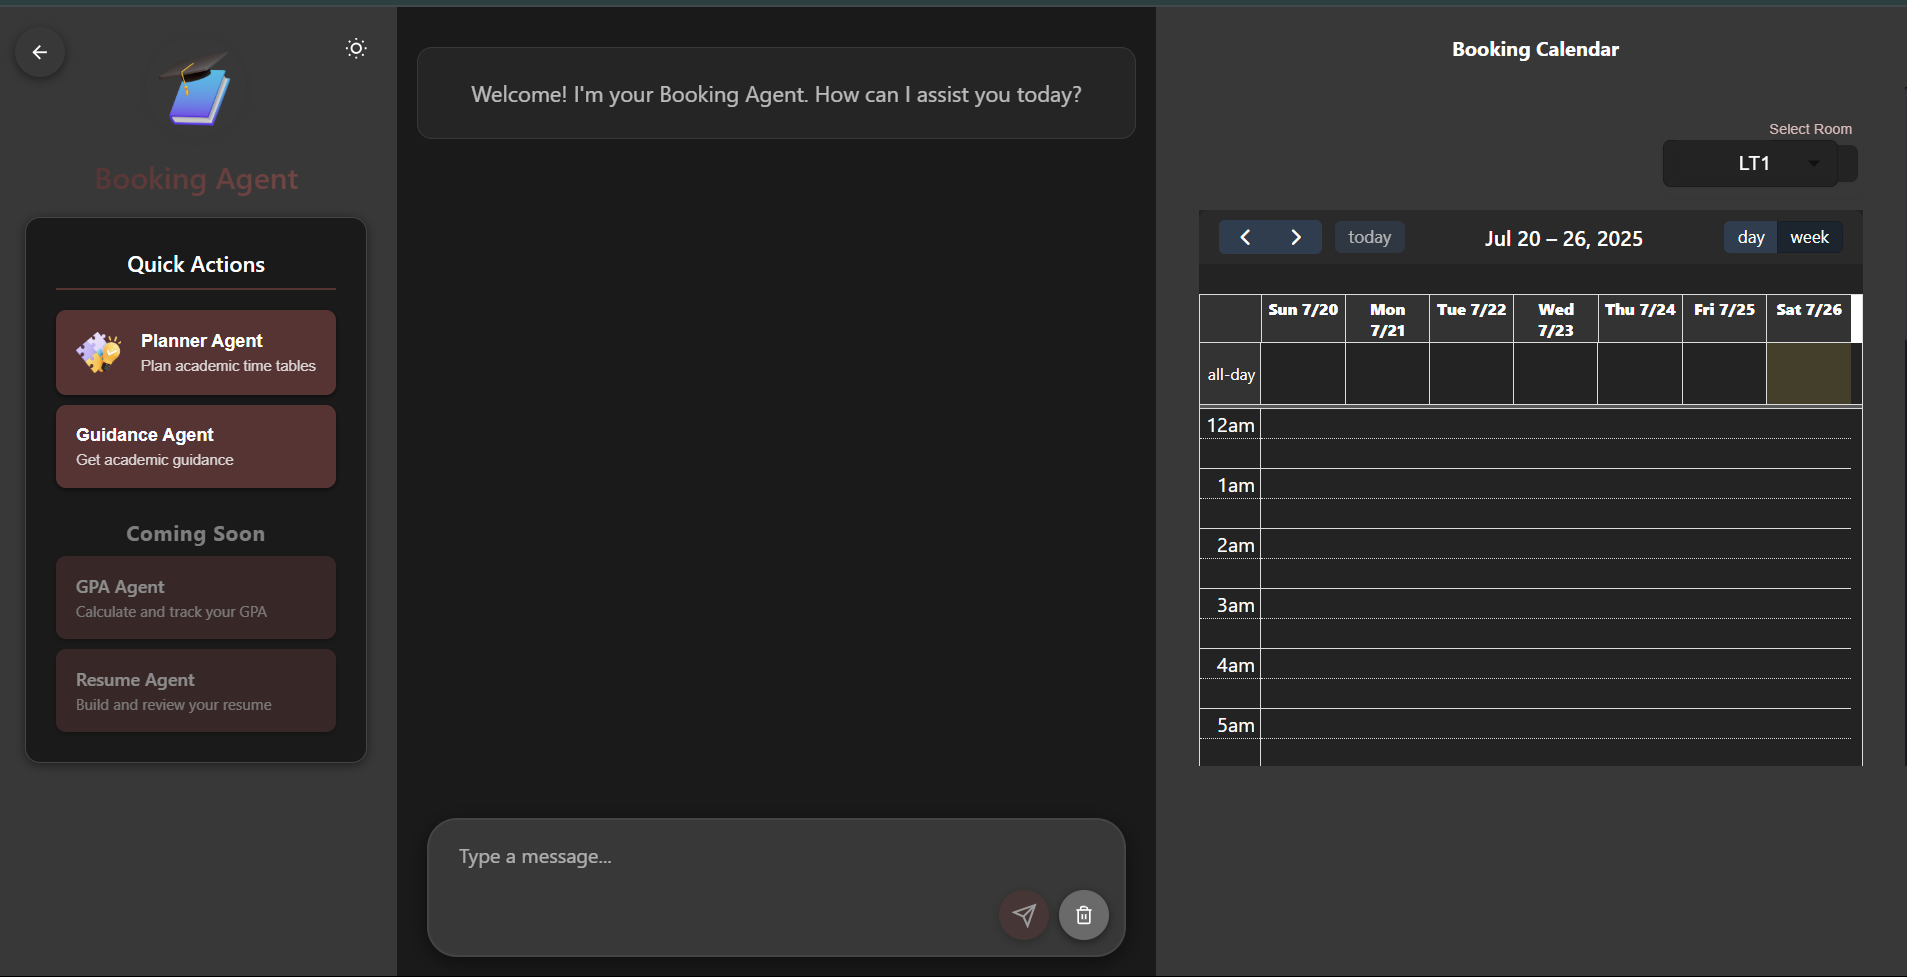 Booking Agent
Quick Actions
Planner Agent
Plan academic time tables
Guidance Agent
Get academic guidance
Coming Soon
GPA Agent
Calculate and track your GPA
Resume Agent
Build and review your resume
Welcome! I'm your Booking Agent. How can I assist you today?
Type a message...
Booking Calendar
Select Room
LT1
today
Jul 20 – 26, 2025
day week
Sun 7/20 Mon 7/21 Tue 7/22 Wed 7/23 Thu 7/24 Fri 7/25 Sat 7/26
all-day
12am
1am
2am
3am
4am
5am